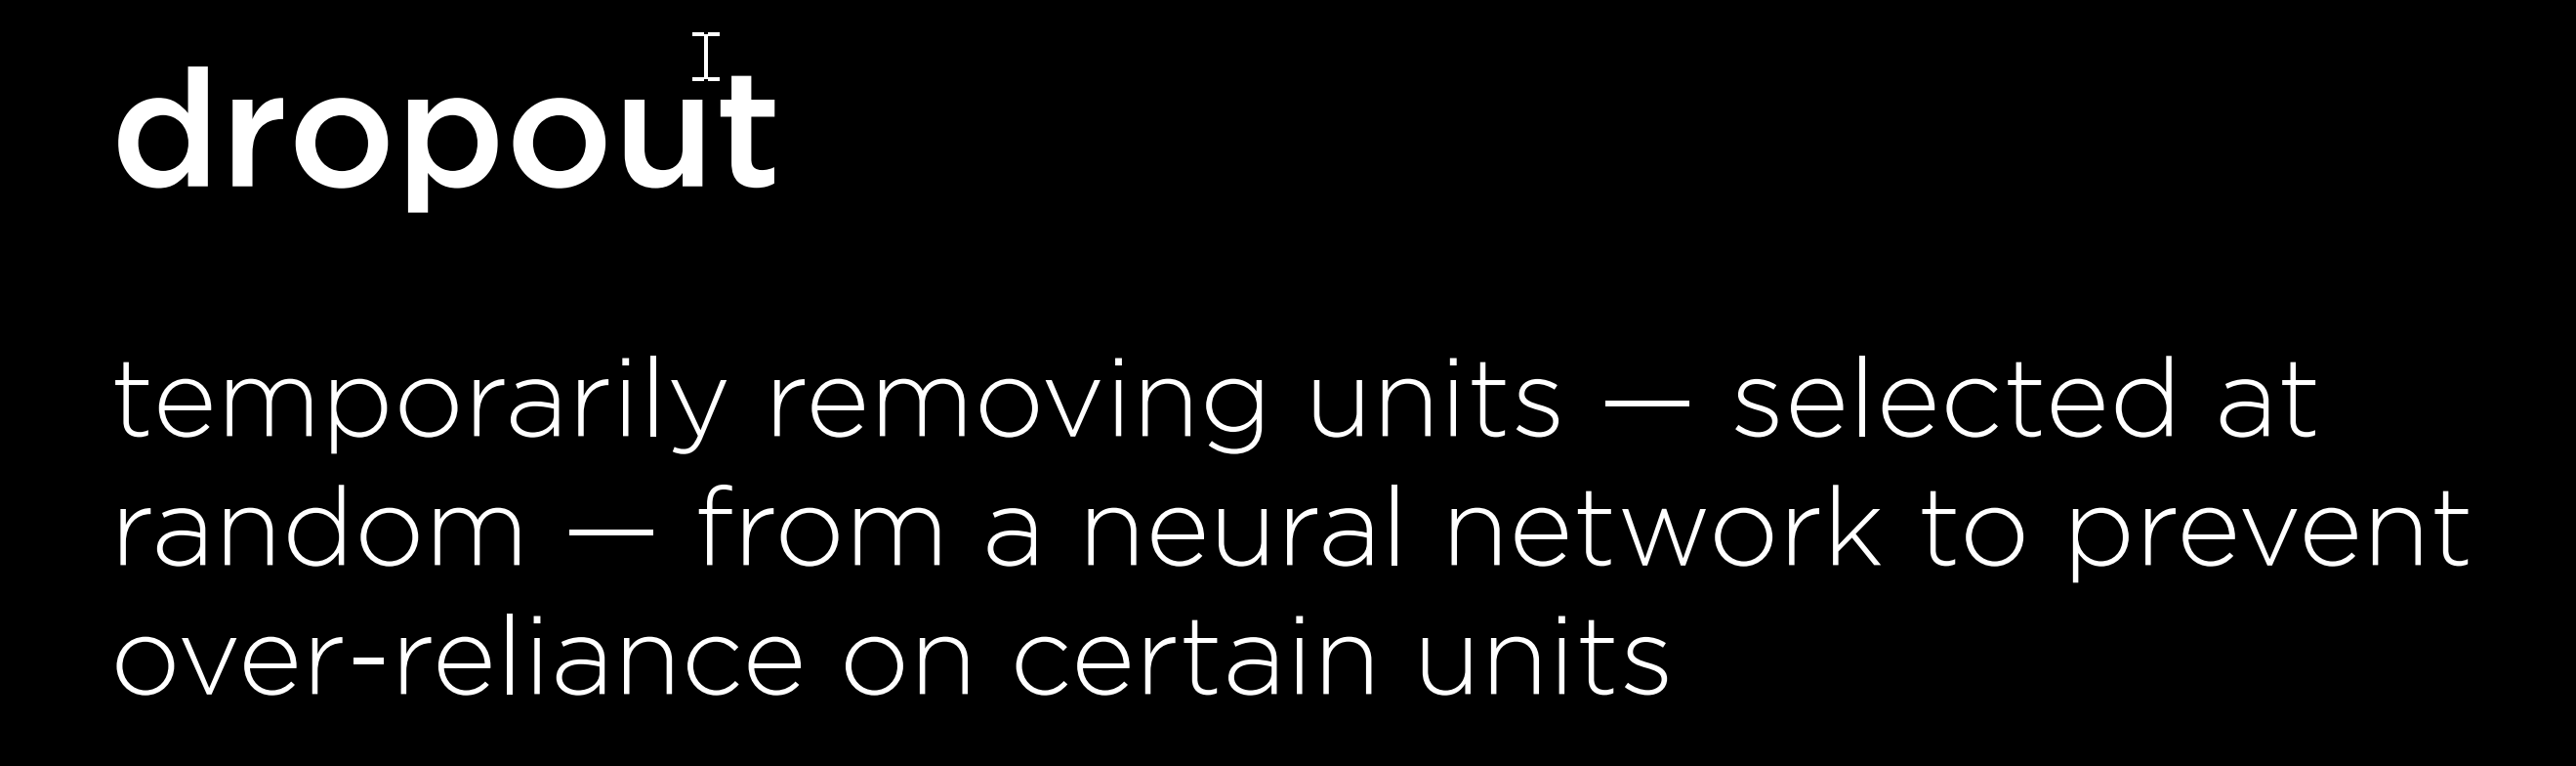 dropout
temporarily removing units — selected at
random — from a neural network to prevent
over-reliance on certain units